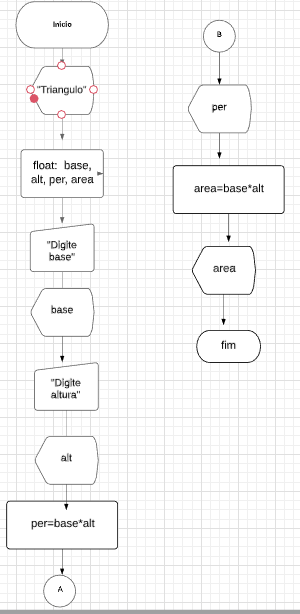 Início
"Triangulo"
float: base,
alt, per, area
"Digite
base"
base
"Digite
altura"
alt
per=base*alt
A
B
per
area=base*alt
area
fim